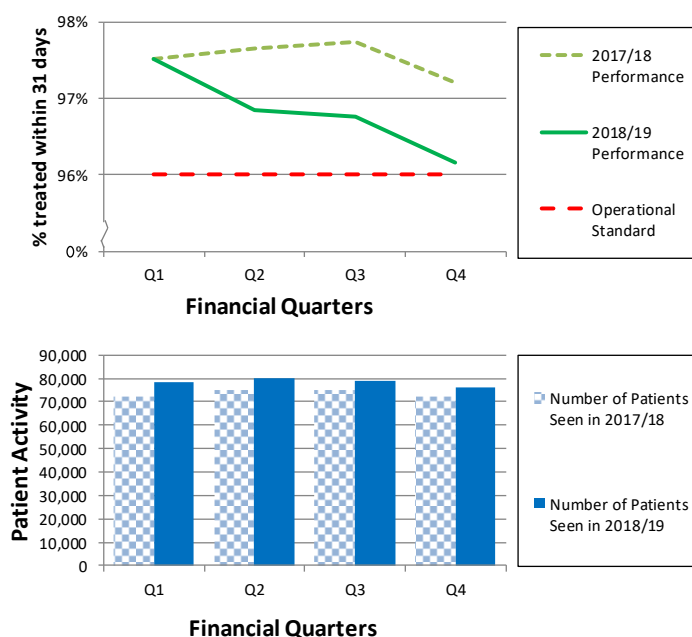 98%
97%
96%
0%
% treated within 31 days
Q1 Q2 Q3 Q4
Financial Quarters
2017/18
Performance
2018/19
Performance
Operational
Standard
90,000
80,000
70,000
60,000
50,000
40,000
30,000
20,000
10,000
0
Patient Activity
Q1 Q2 Q3 Q4
Financial Quarters
Number of Patients
Seen in 2017/18
Number of Patients
Seen in 2018/19